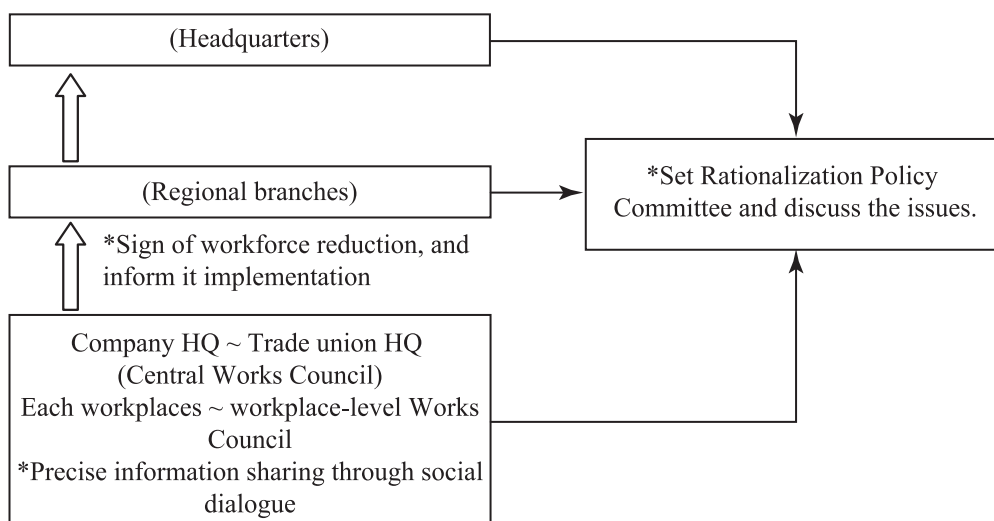 (Headquarters)
(Regional branches)
*Set Rationalization Policy
Committee and discuss the issues.
*Sign of workforce reduction, and
inform it implementation
Company HQ ~ Trade union HQ
(Central Works Council)
Each workplaces ~ workplace-level Works
Council
*Precise information sharing through social
dialogue